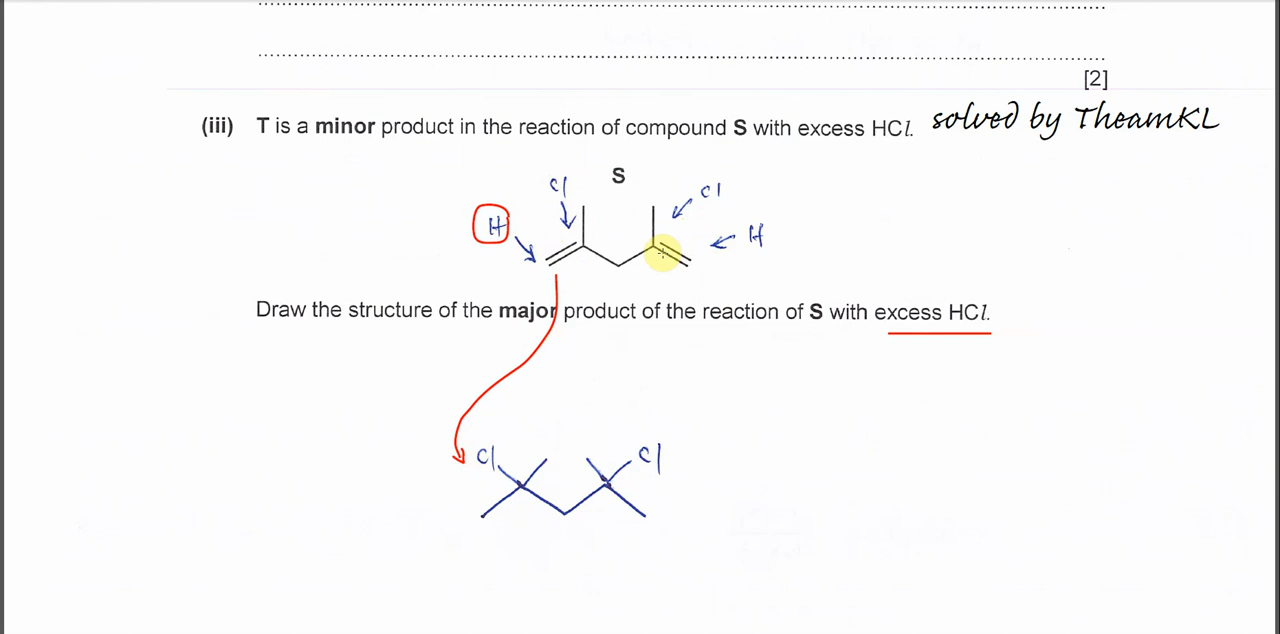 [2]
(iii) T is a minor product in the reaction of compound S with excess HCl. solved by TheamKL
S
Cl
Cl
H
H
Draw the structure of the major product of the reaction of S with excess HCl.
Cl
Cl